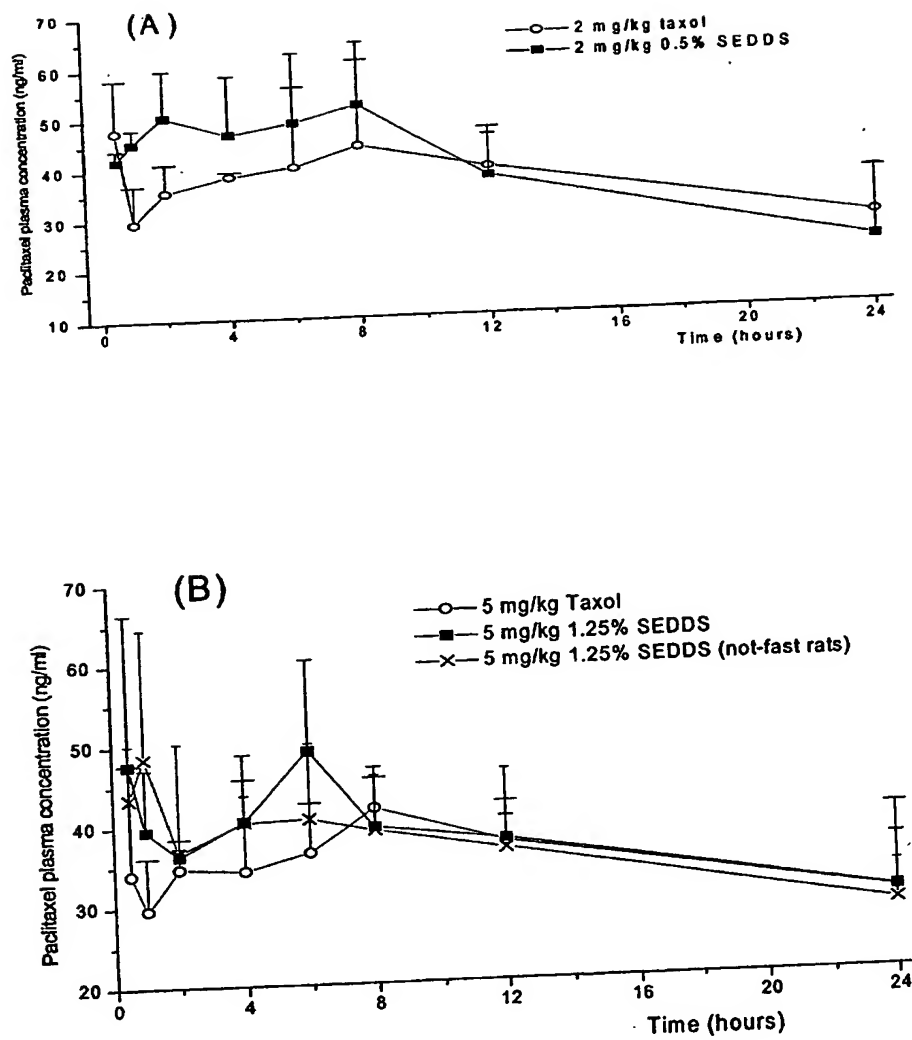 (A)
2 mg/kg taxol
2 mg/kg 0.5% SEDDS
Paclitaxel plasma concentration (ng/ml)
70
60
50
40
30
20
10
0
4
8
12
16
20
24
Time (hours)
(B)
5 mg/kg Taxol
5 mg/kg 1.25% SEDDS
5 mg/kg 1.25% SEDDS (not-fast rats)
Paclitaxel plasma concentration (ng/ml)
70
60
50
40
30
20
0
4
8
12
16
20
24
Time (hours)